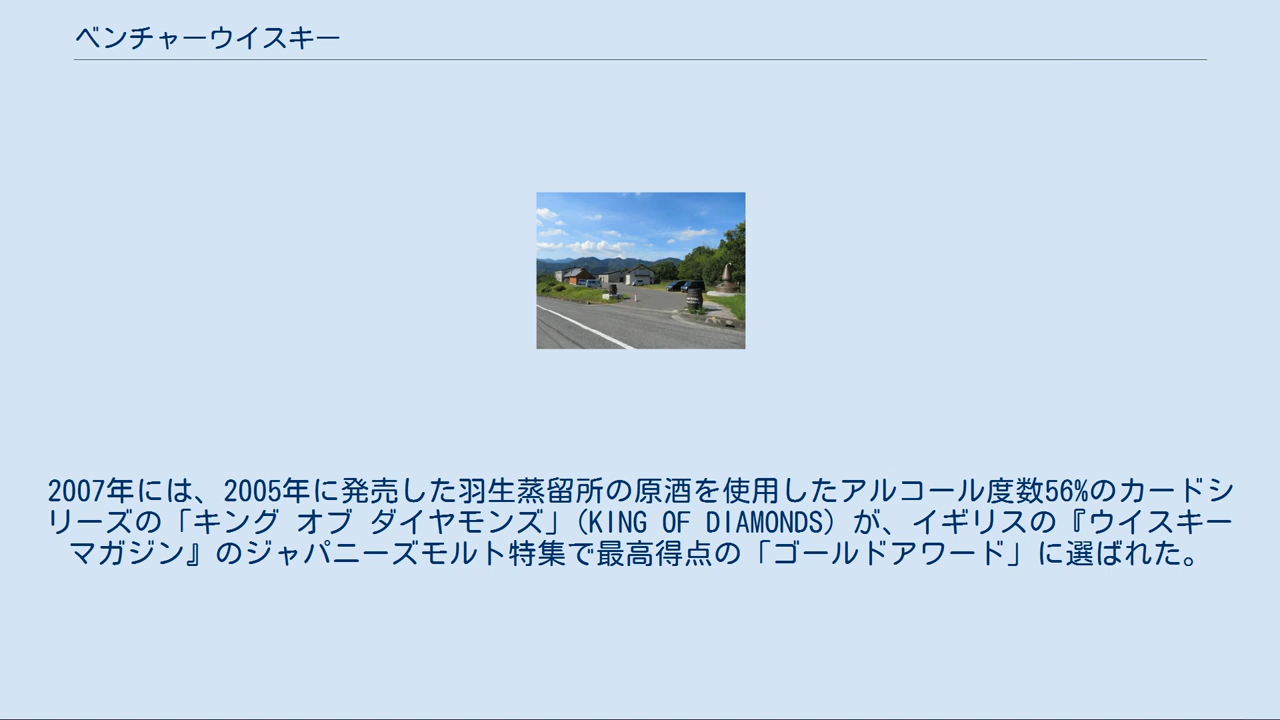 ベンチャーウイスキー
2007年には、2005年に発売した羽生蒸留所の原酒を使用したアルコール度数56%のカードシ
リーズの「キング オブ ダイヤモンズ」(KING OF DIAMONDS) が、イギリスの『ウイスキー
マガジン』のジャパニーズモルト特集で最高得点の「ゴールドアワード」に選ばれた。